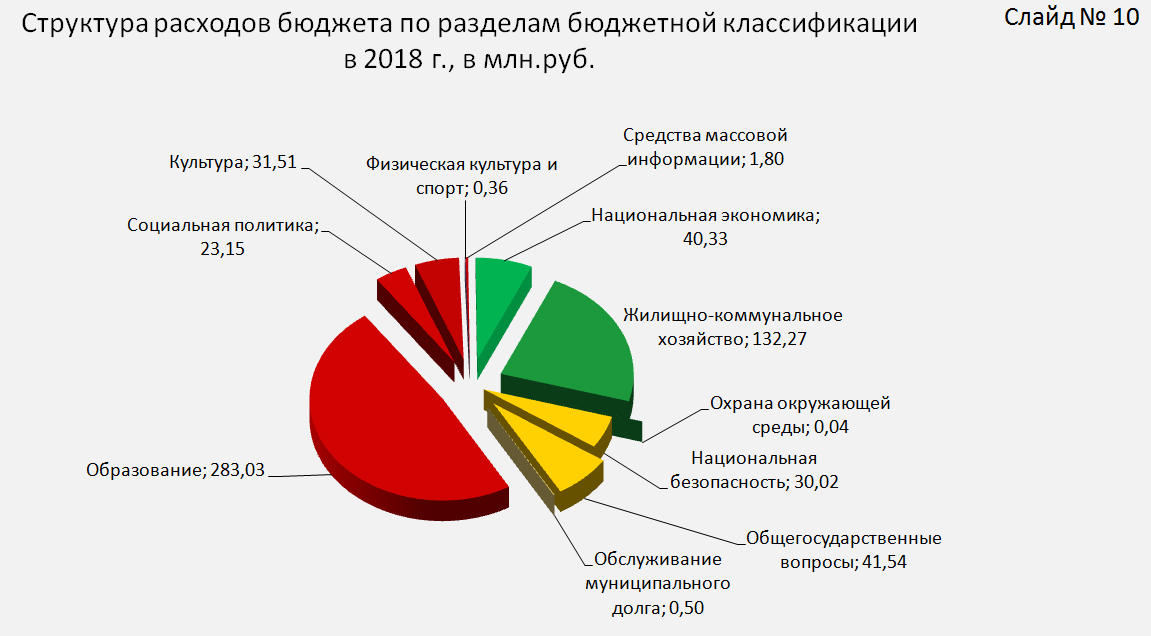 Структура расходов бюджета по разделам бюджетной классификации
в 2018 г., в млн.руб.
Слайд № 10
Средства массовой
информации; 1,80
Культура; 31,51
Физическая культура и
спорт; 0,36
Национальная экономика;
40,33
Социальная политика;
23,15
Жилищно-коммунальное
хозяйство; 132,27
Охрана окружающей
среды; 0,04
Образование; 283,03
Национальная
безопасность; 30,02
Общегосударственные
вопросы; 41,54
Обслуживание
муниципального
долга; 0,50